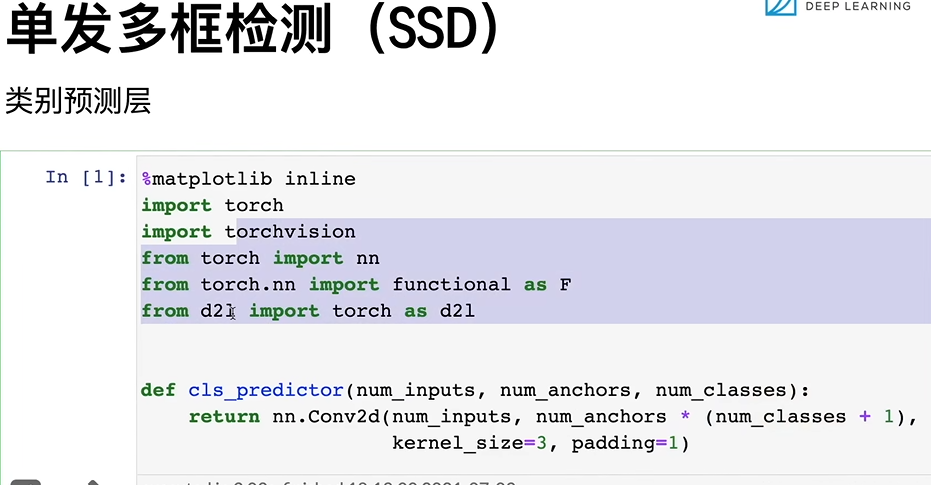 DEEP LEARNING
单发多框检测（SSD）
类别预测层
In [1]: %matplotlib inline
import torch
import torchvision
from torch import nn
from torch.nn import functional as F
from d2l import torch as d2l
def cls_predictor(num_inputs, num_anchors, num_classes):
    return nn.Conv2d(num_inputs, num_anchors * (num_classes + 1),
                     kernel_size=3, padding=1)